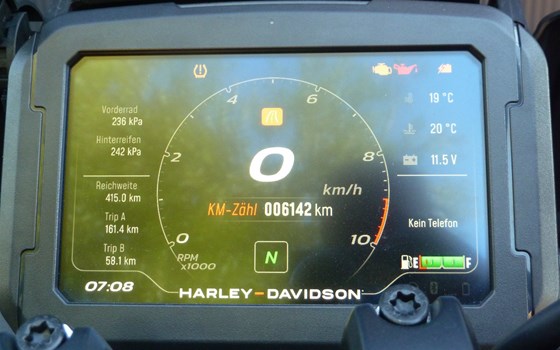 Vorderrad
236 kPa
Hinterreifen
242 kPa
Reichweite
415.0 km
Trip A
161.4 km
Trip B
58.1 km
07:08
0
2
4
6
8
10
RPM
x1000
0
km/h
KM-Zähl 006142 km
N
HARLEY-DAVIDSON
19 °C
20 °C
11.5 V
Kein Telefon
E F